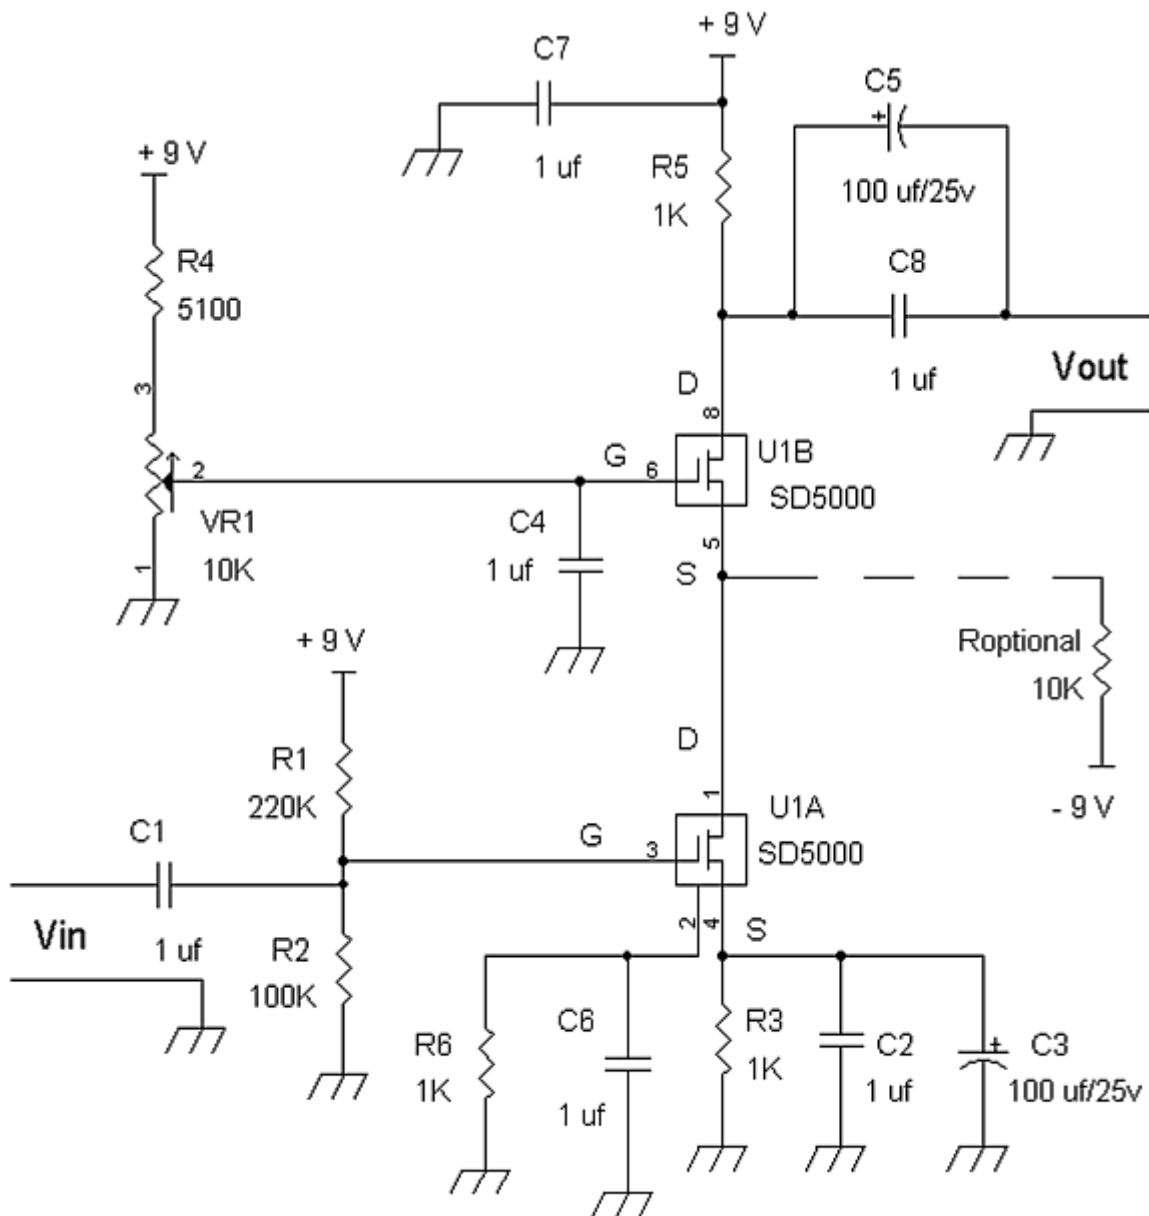 + 9 V
C7
1 uf
R5
1K
C5
+
100 uf/25v
C8
1 uf
Vout
+ 9 V
R4
5100
3
2
VR1
10K
1
D
8
G
6
U1B
SD5000
5
S
C4
1 uf
Roptional
10K
- 9 V
+ 9 V
R1
220K
C1
1 uf
Vin
R2
100K
D
1
U1A
SD5000
G
3
2
4
S
R6
1K
C6
1 uf
R3
1K
C2
1 uf
+
C3
100 uf/25v